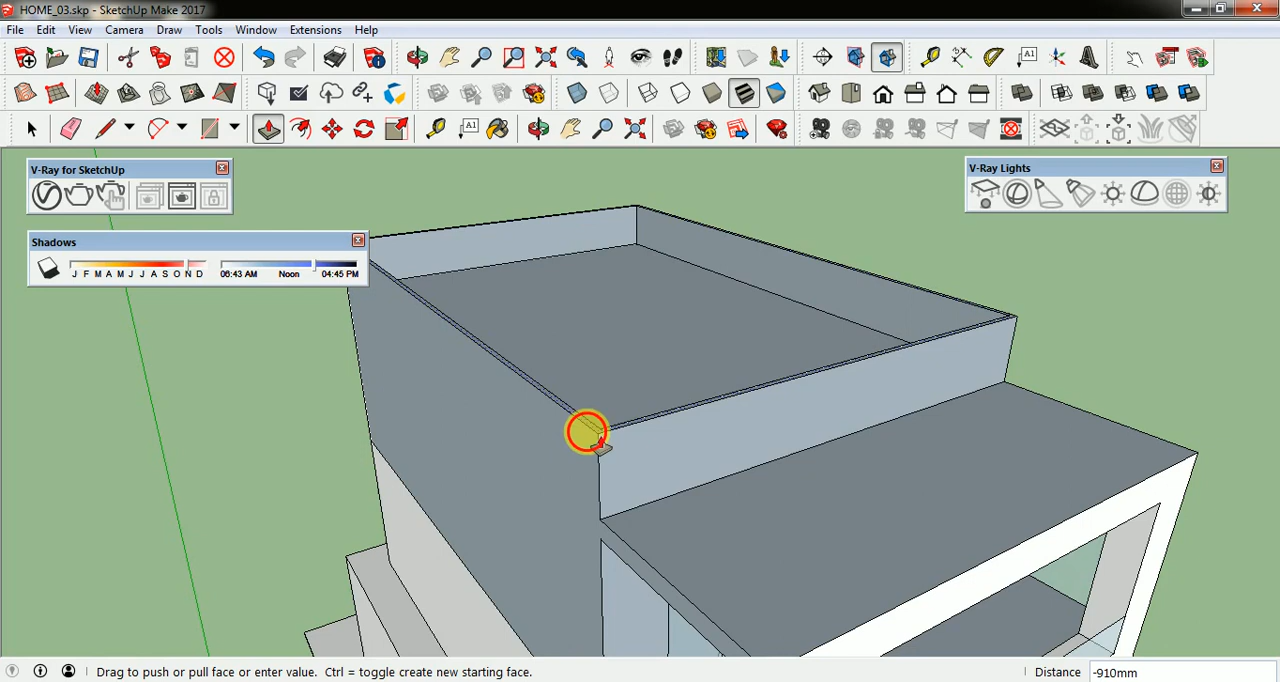 HOME_03.skp - SketchUp Make 2017
File Edit View Camera Draw Tools Window Extensions Help
A1
A1
V-Ray for SketchUp
V-Ray Lights
Shadows
J F M A M J J A S O N D
06:43 AM Noon 04:45 PM
Drag to push or pull face or enter value. Ctrl = toggle create new starting face.
Distance -910mm